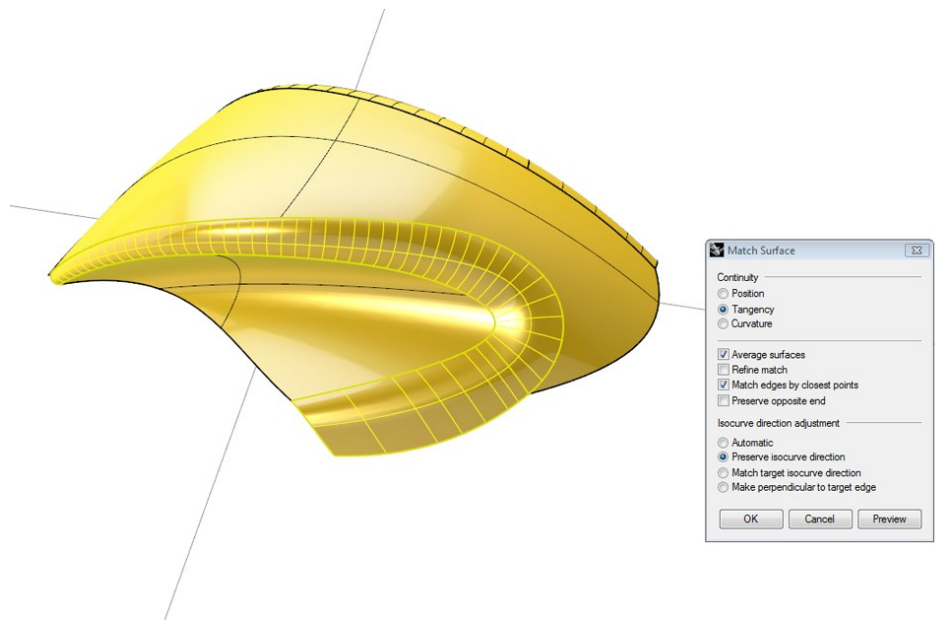 Match Surface
Continuity
Position
Tangency
Curvature
Average surfaces
Refine match
Match edges by closest points
Preserve opposite end
Isocurve direction adjustment
Automatic
Preserve isocurve direction
Match target isocurve direction
Make perpendicular to target edge
OK Cancel Preview